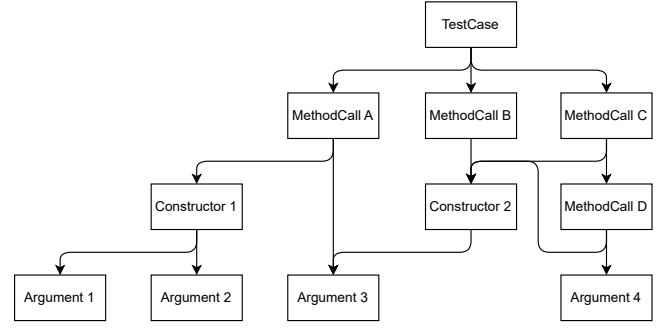 TestCase
MethodCall A
MethodCall B
MethodCall C
Constructor 1
Constructor 2
MethodCall D
Argument 1
Argument 2
Argument 3
Argument 4